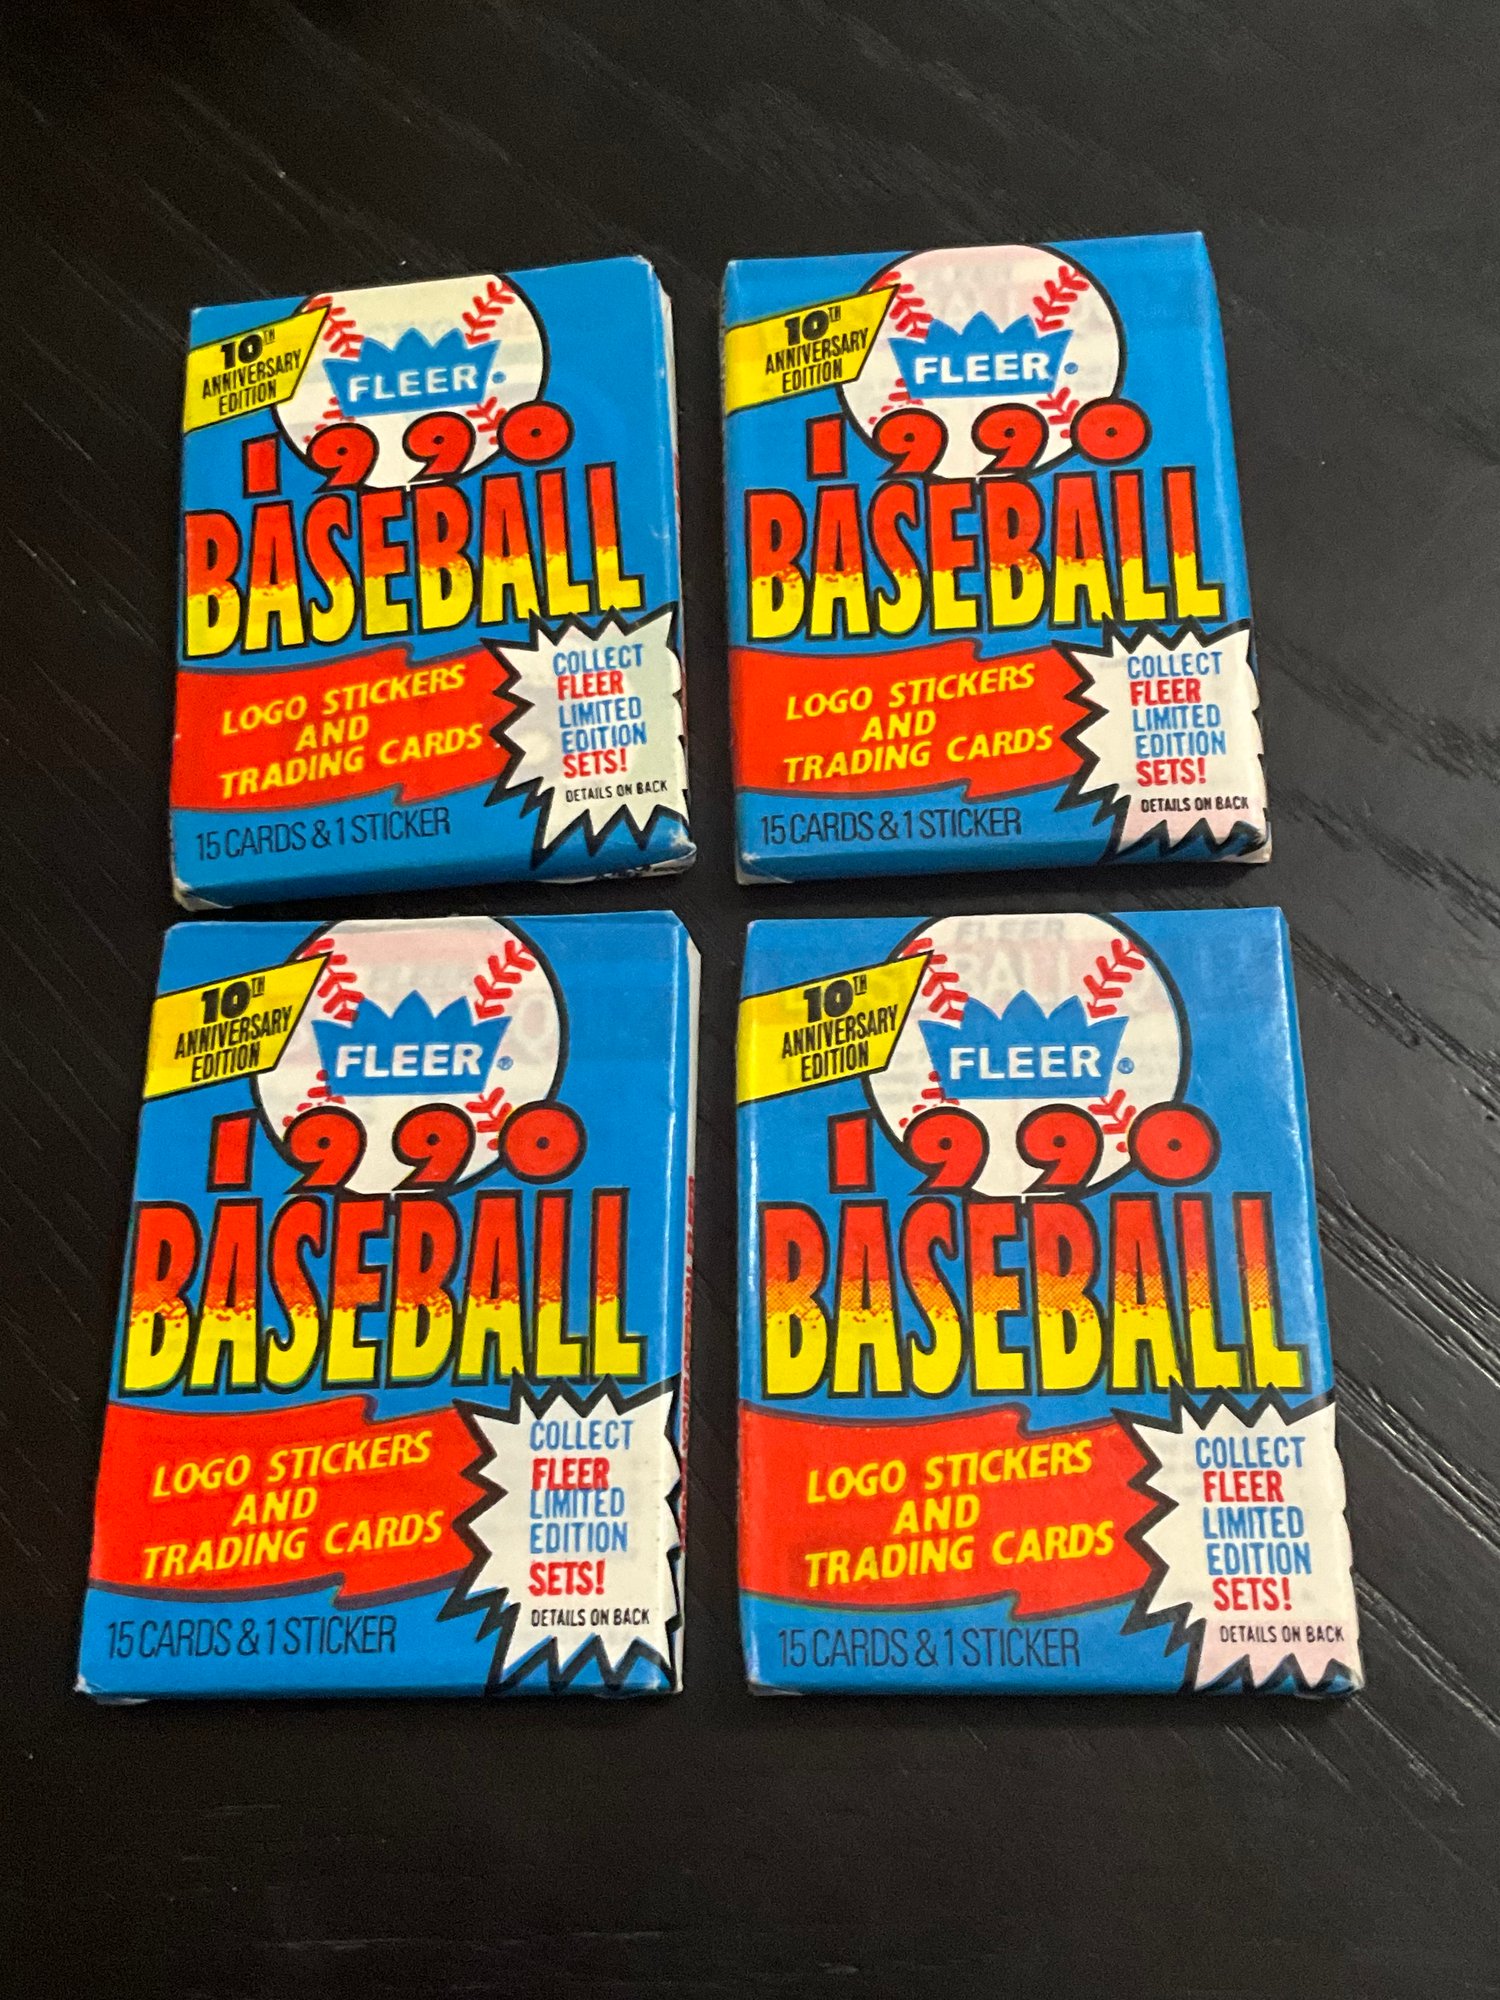 10TH
ANNIVERSARY
EDITION
FLEER®
1990
BASEBALL
LOGO STICKERS
AND
TRADING CARDS
COLLECT
FLEER
LIMITED
EDITION
SETS!
DETAILS ON BACK
15 CARDS & 1 STICKER
10TH
ANNIVERSARY
EDITION
FLEER®
1990
BASEBALL
LOGO STICKERS
AND
TRADING CARDS
COLLECT
FLEER
LIMITED
EDITION
SETS!
DETAILS ON BACK
15 CARDS & 1 STICKER
10TH
ANNIVERSARY
EDITION
FLEER®
1990
BASEBALL
LOGO STICKERS
AND
TRADING CARDS
COLLECT
FLEER
LIMITED
EDITION
SETS!
DETAILS ON BACK
15 CARDS & 1 STICKER
10TH
ANNIVERSARY
EDITION
FLEER®
1990
BASEBALL
LOGO STICKERS
AND
TRADING CARDS
COLLECT
FLEER
LIMITED
EDITION
SETS!
DETAILS ON BACK
15 CARDS & 1 STICKER